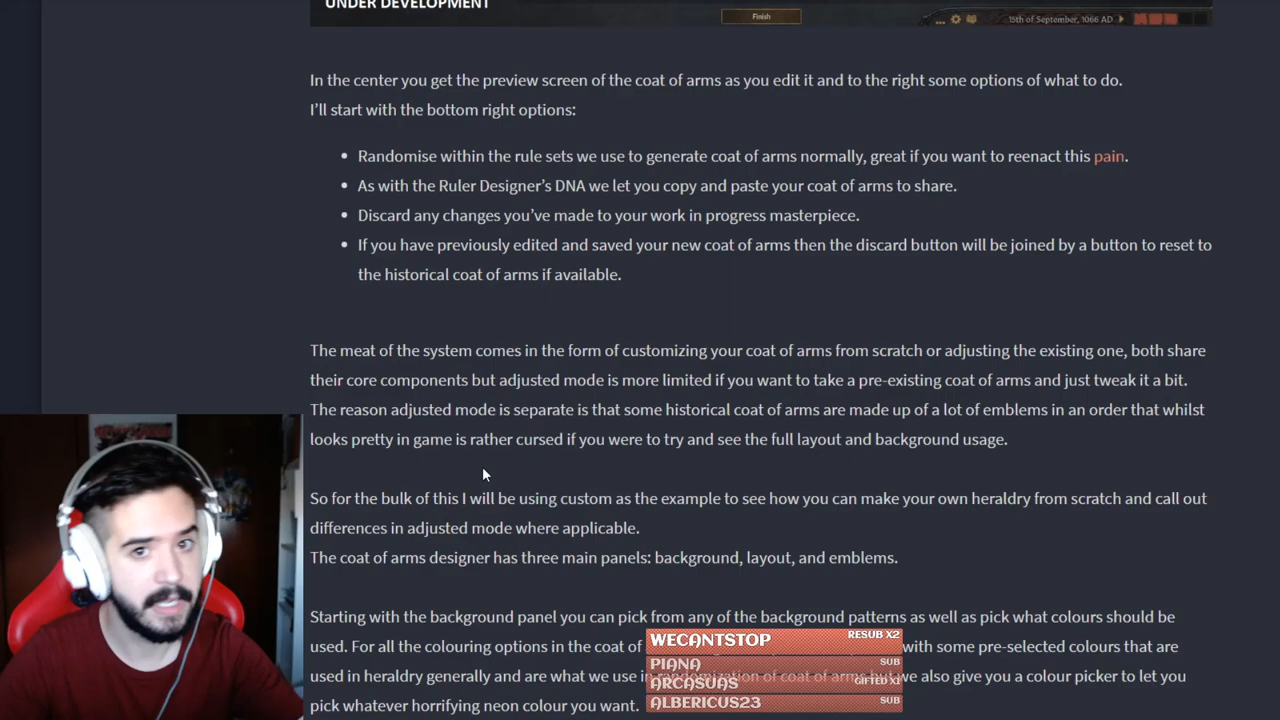 UNDER DEVELOPMENT
Finish
15th of September, 1066 AD
In the center you get the preview screen of the coat of arms as you edit it and to the right some options of what to do.
I'll start with the bottom right options:
• Randomise within the rule sets we use to generate coat of arms normally, great if you want to reenact this pain.
• As with the Ruler Designer's DNA we let you copy and paste your coat of arms to share.
• Discard any changes you've made to your work in progress masterpiece.
• If you have previously edited and saved your new coat of arms then the discard button will be joined by a button to reset to
the historical coat of arms if available.
The meat of the system comes in the form of customizing your coat of arms from scratch or adjusting the existing one, both share
their core components but adjusted mode is more limited if you want to take a pre-existing coat of arms and just tweak it a bit.
The reason adjusted mode is separate is that some historical coat of arms are made up of a lot of emblems in an order that whilst
looks pretty in game is rather cursed if you were to try and see the full layout and background usage.
So for the bulk of this I will be using custom as the example to see how you can make your own heraldry from scratch and call out
differences in adjusted mode where applicable.
The coat of arms designer has three main panels: background, layout, and emblems.
Starting with the background panel you can pick from any of the background patterns as well as pick what colours should be
used. For all the colouring options in the coat of with some pre-selected colours that are
used in heraldry generally and are what we use in randomization of coat of arms but we also give you a colour picker to let you
pick whatever horrifying neon colour you want.
WECANTSTOP RESUB X2
PIANA SUB
ARCASUAS GIFTED X1
ALBERICUS23 SUB